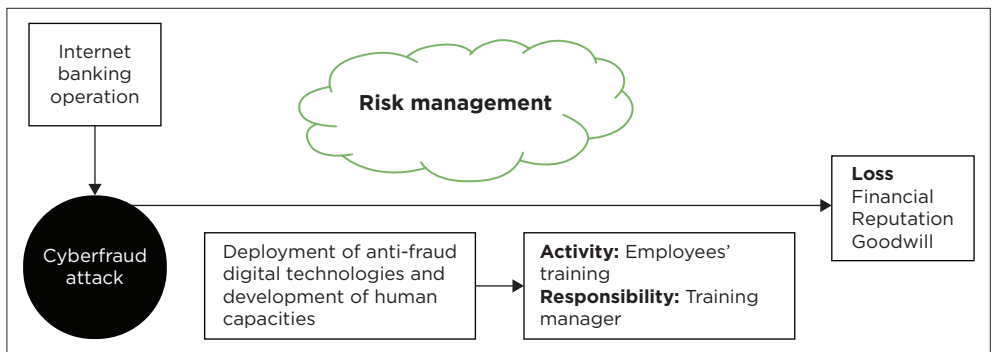 Internet
banking
operation
Risk management
Cyberfraud
attack
Deployment of anti-fraud
digital technologies and
development of human
capacities
Activity: Employees’
training
Responsibility: Training
manager
Loss
Financial
Reputation
Goodwill